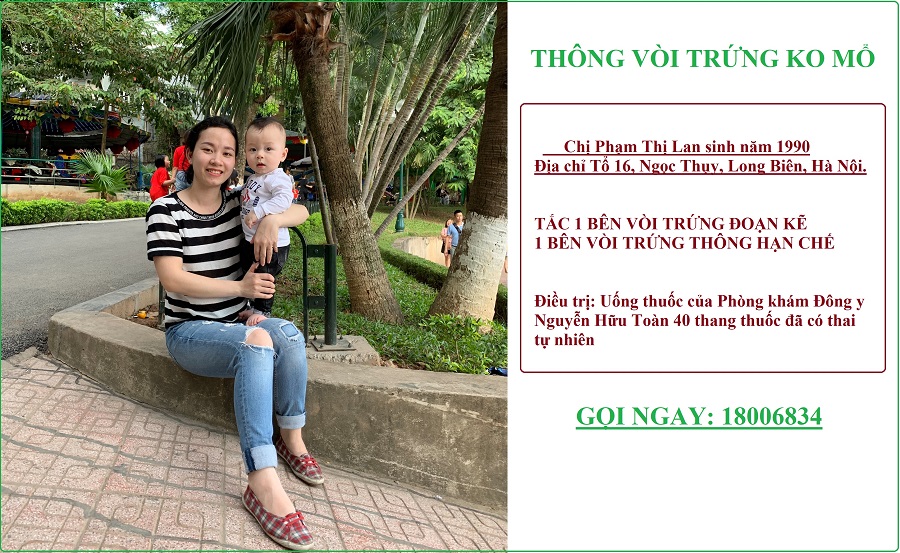 THÔNG VÒI TRỨNG KO MỔ
Chị Phạm Thị Lan sinh năm 1990
Địa chỉ Tổ 16, Ngọc Thụy, Long Biên, Hà Nội.
TẮC 1 BÊN VÒI TRỨNG ĐOẠN KẼ
1 BÊN VÒI TRỨNG THÔNG HẠN CHẾ
Điều trị: Uống thuốc của Phòng khám Đông y
Nguyễn Hữu Toàn 40 thang thuốc đã có thai
tự nhiên
GỌI NGAY: 18006834